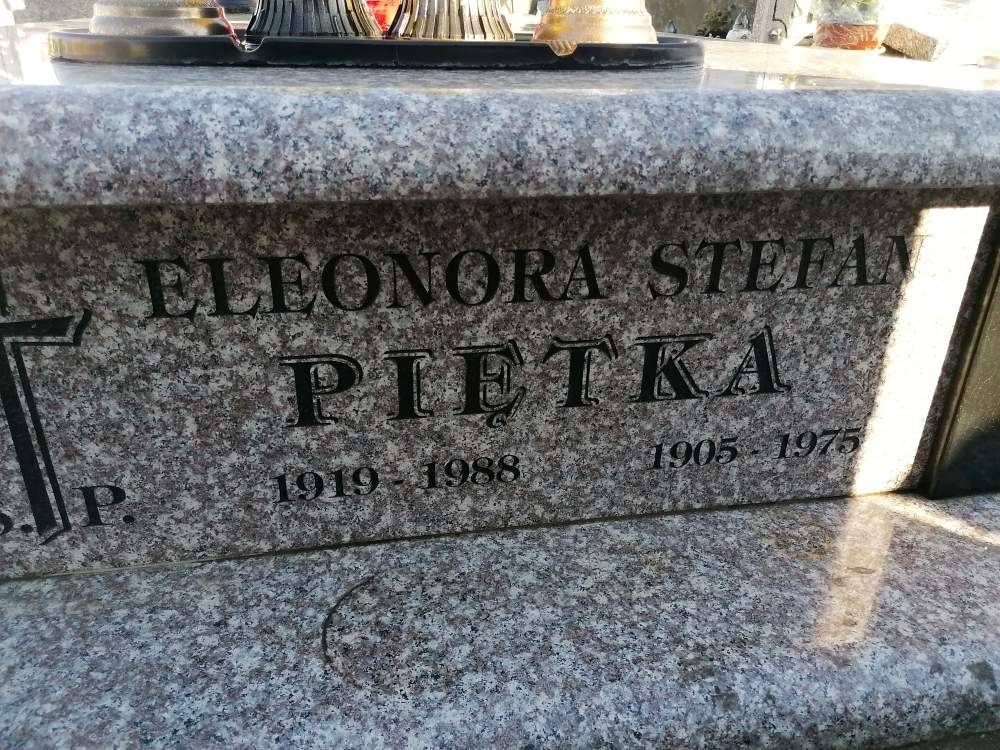 ELEONORA STEFAN
PIĘTKA
1919 - 1988 1905 - 1975
Ś. P.